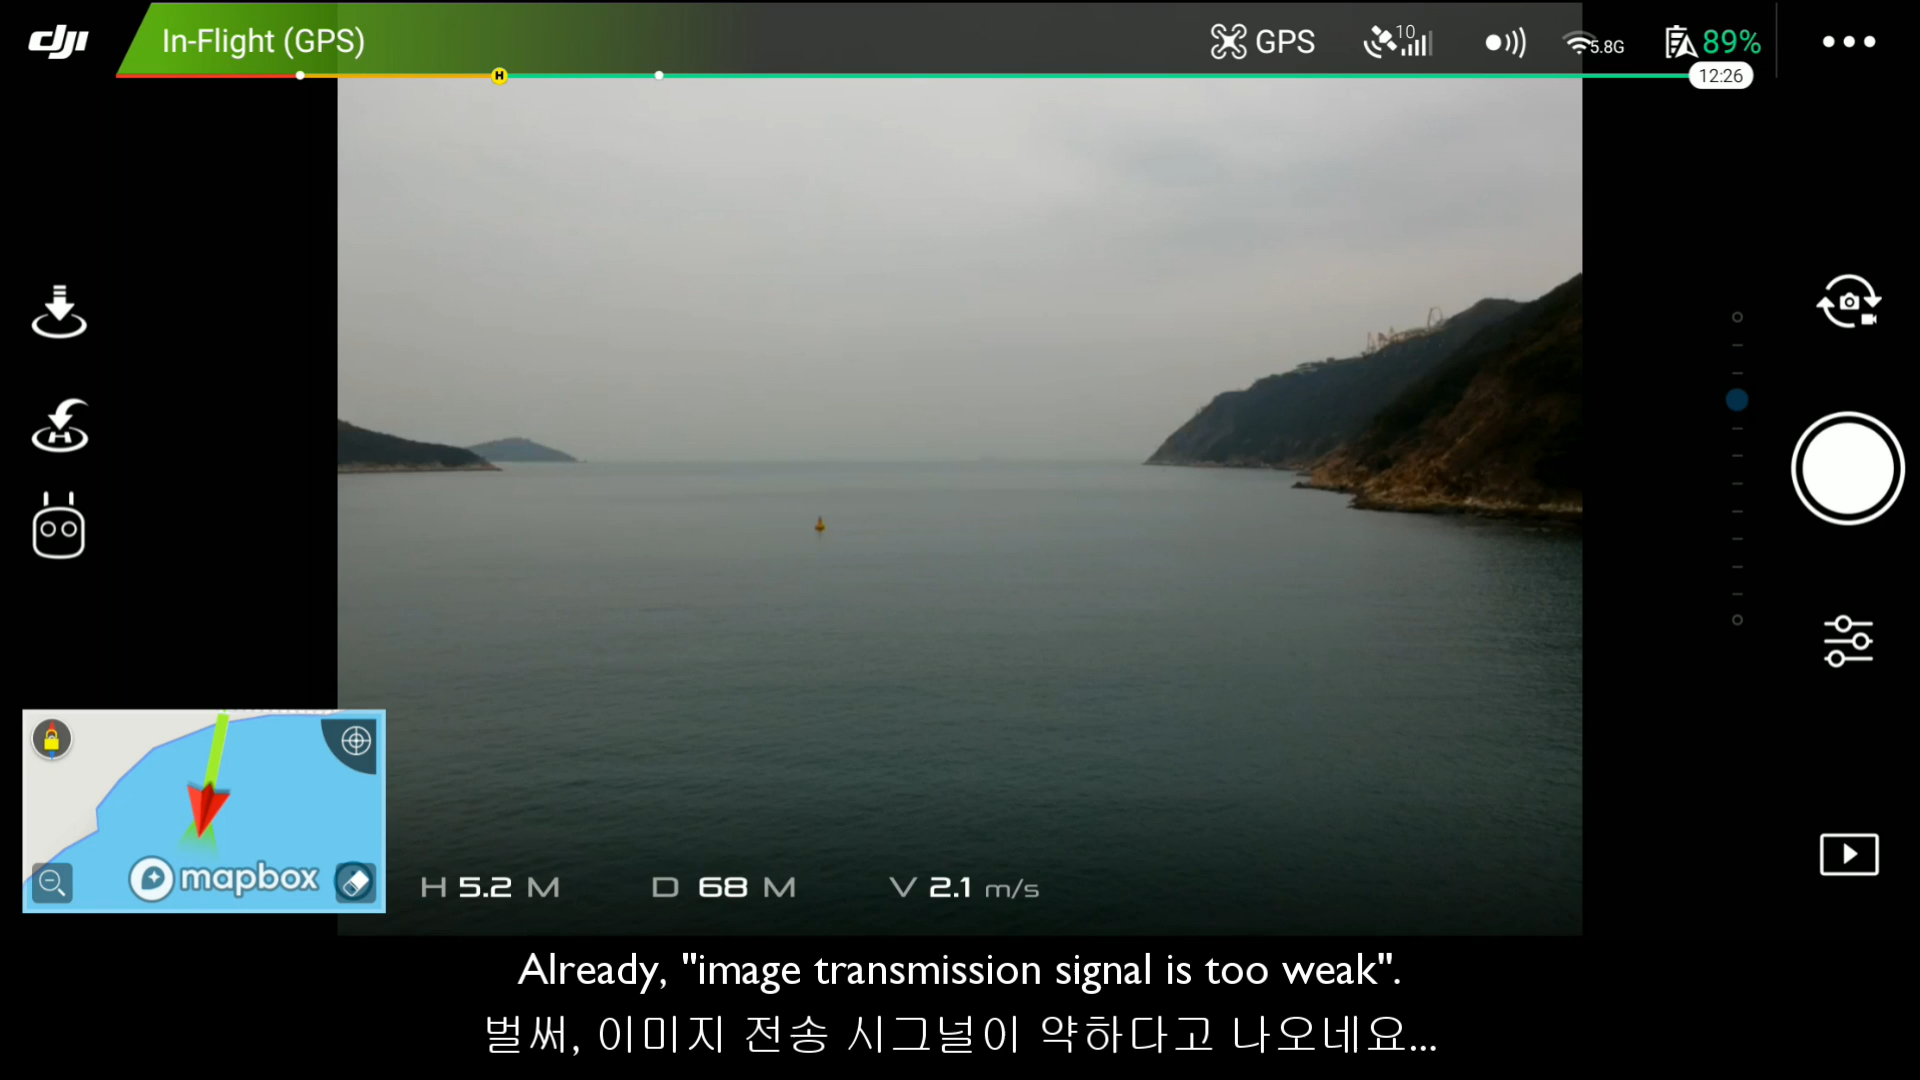 dji
In-Flight (GPS)
GPS
10
5.8G
89%
12:26
H
mapbox
H 5.2 M
D 68 M
V 2.1 m/s
Already, "image transmission signal is too weak".
벌써, 이미지 전송 시그널이 약하다고 나오네요...